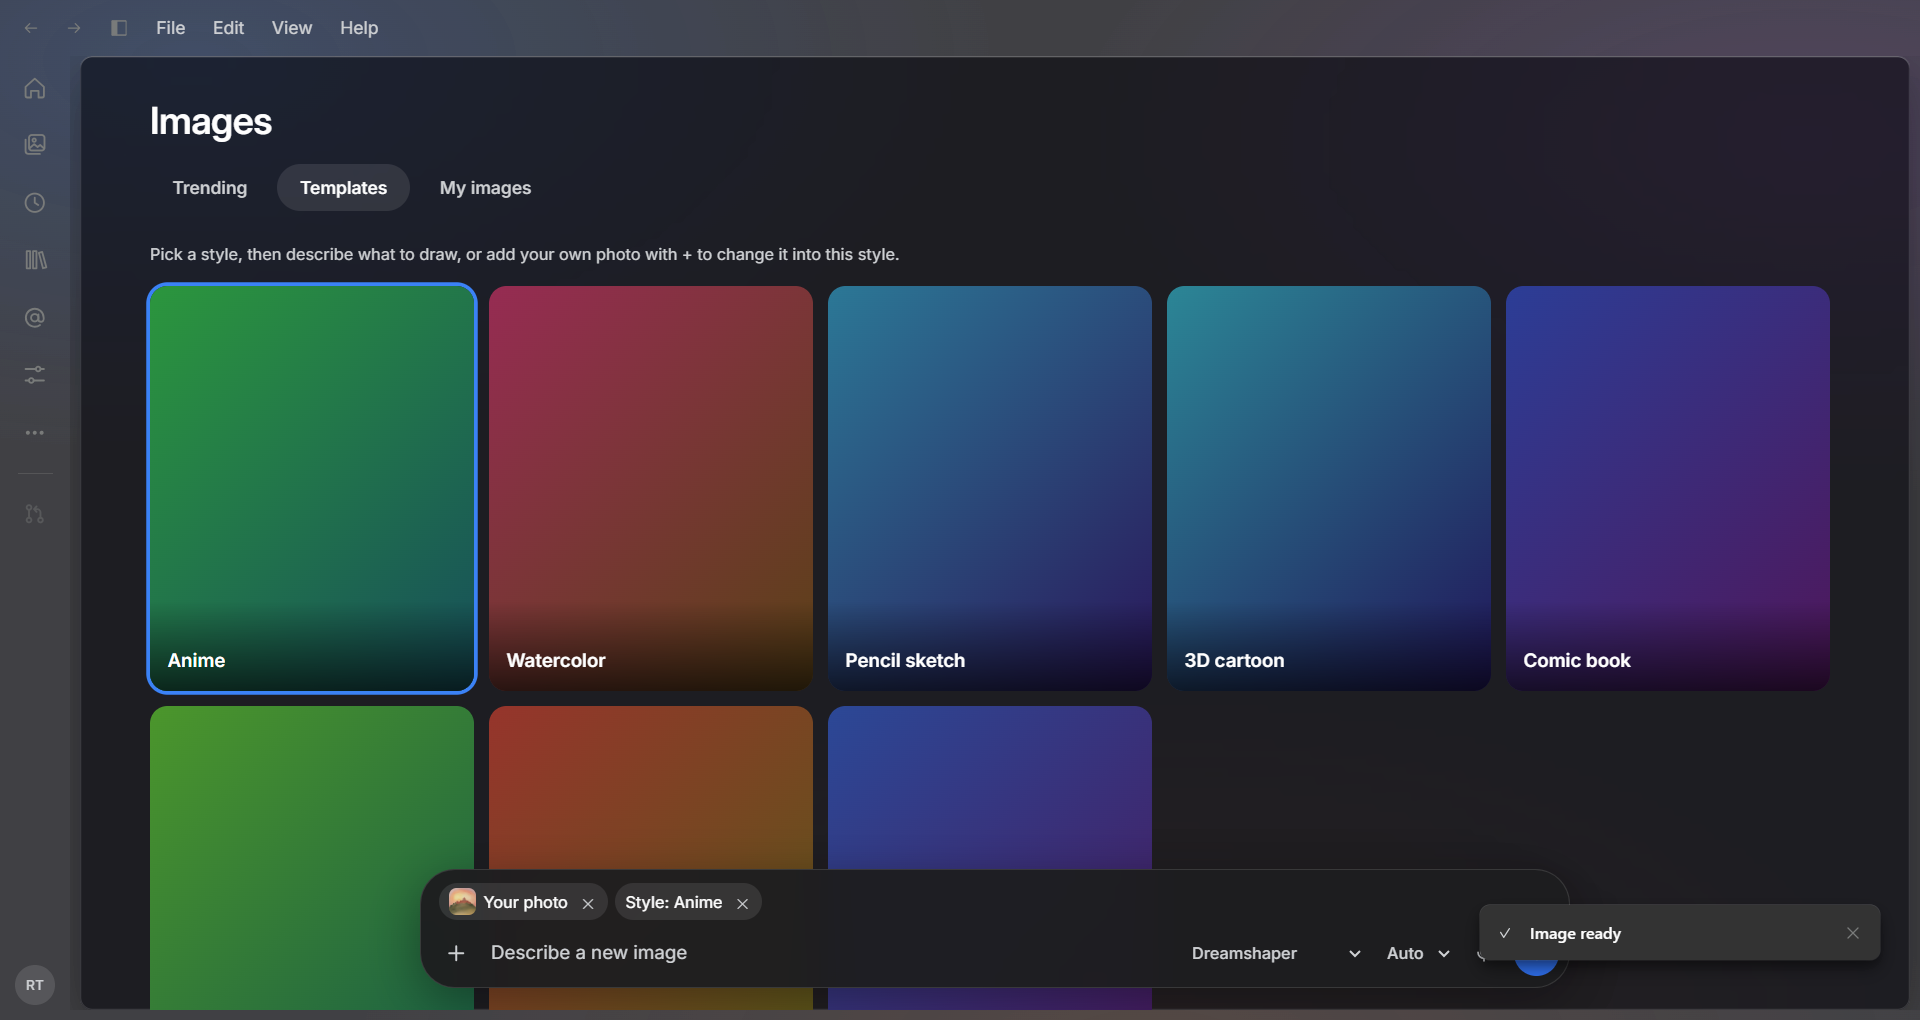 File Edit View Help
Images
Trending Templates My images
Pick a style, then describe what to draw, or add your own photo with + to change it into this style.
Anime Watercolor Pencil sketch 3D cartoon Comic book
Your photo Style: Anime
Describe a new image Dreamshaper Auto
Image ready
RT